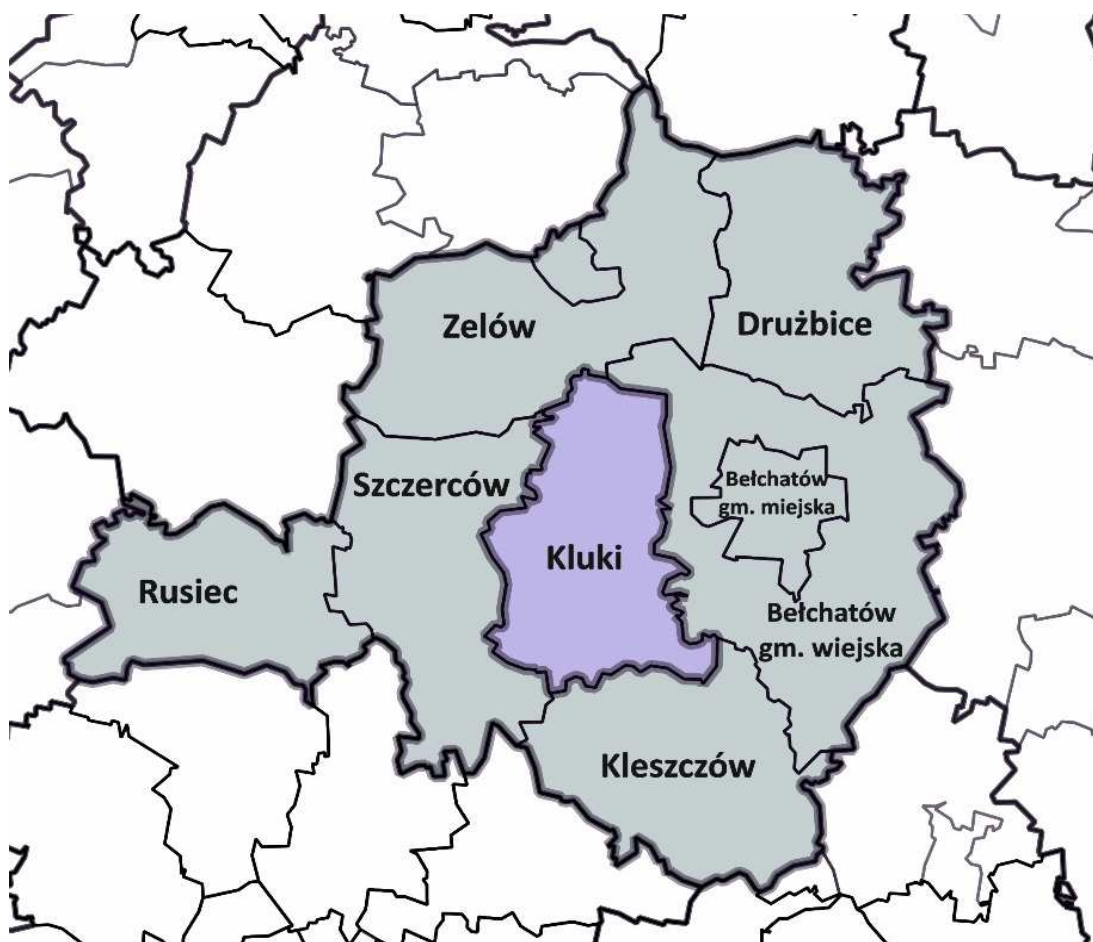 Zelów
Drużbice
Szczerców
Bełchatów
gm. miejska
Kluki
Rusiec
Bełchatów
gm. wiejska
Kleszczów